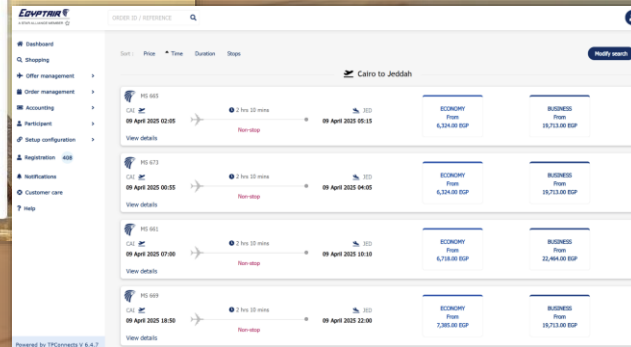 EGYPTAIR
A STAR ALLIANCE MEMBER
ORDER ID / REFERENCE
Dashboard
Shopping
Offer management
Order management
Accounting
Participant
Setup configuration
Registration 408
Notifications
Customer care
Help
Powered by TPConnects V 6.4.7
Sort : Price Time Duration Stops
Modify search
Cairo to Jeddah
MS 665
CAI 2 hrs 10 mins JED
09 April 2025 02:05 Non-stop 09 April 2025 05:15
View details
ECONOMY
From
6,324.00 EGP
BUSINESS
From
19,713.00 EGP
MS 673
CAI 2 hrs 10 mins JED
09 April 2025 00:55 Non-stop 09 April 2025 04:05
View details
ECONOMY
From
6,324.00 EGP
BUSINESS
From
19,713.00 EGP
MS 661
CAI 2 hrs 10 mins JED
09 April 2025 07:00 Non-stop 09 April 2025 10:10
View details
ECONOMY
From
6,718.00 EGP
BUSINESS
From
22,484.00 EGP
MS 669
CAI 2 hrs 10 mins JED
09 April 2025 18:50 Non-stop 09 April 2025 22:00
View details
ECONOMY
From
7,385.00 EGP
BUSINESS
From
19,713.00 EGP